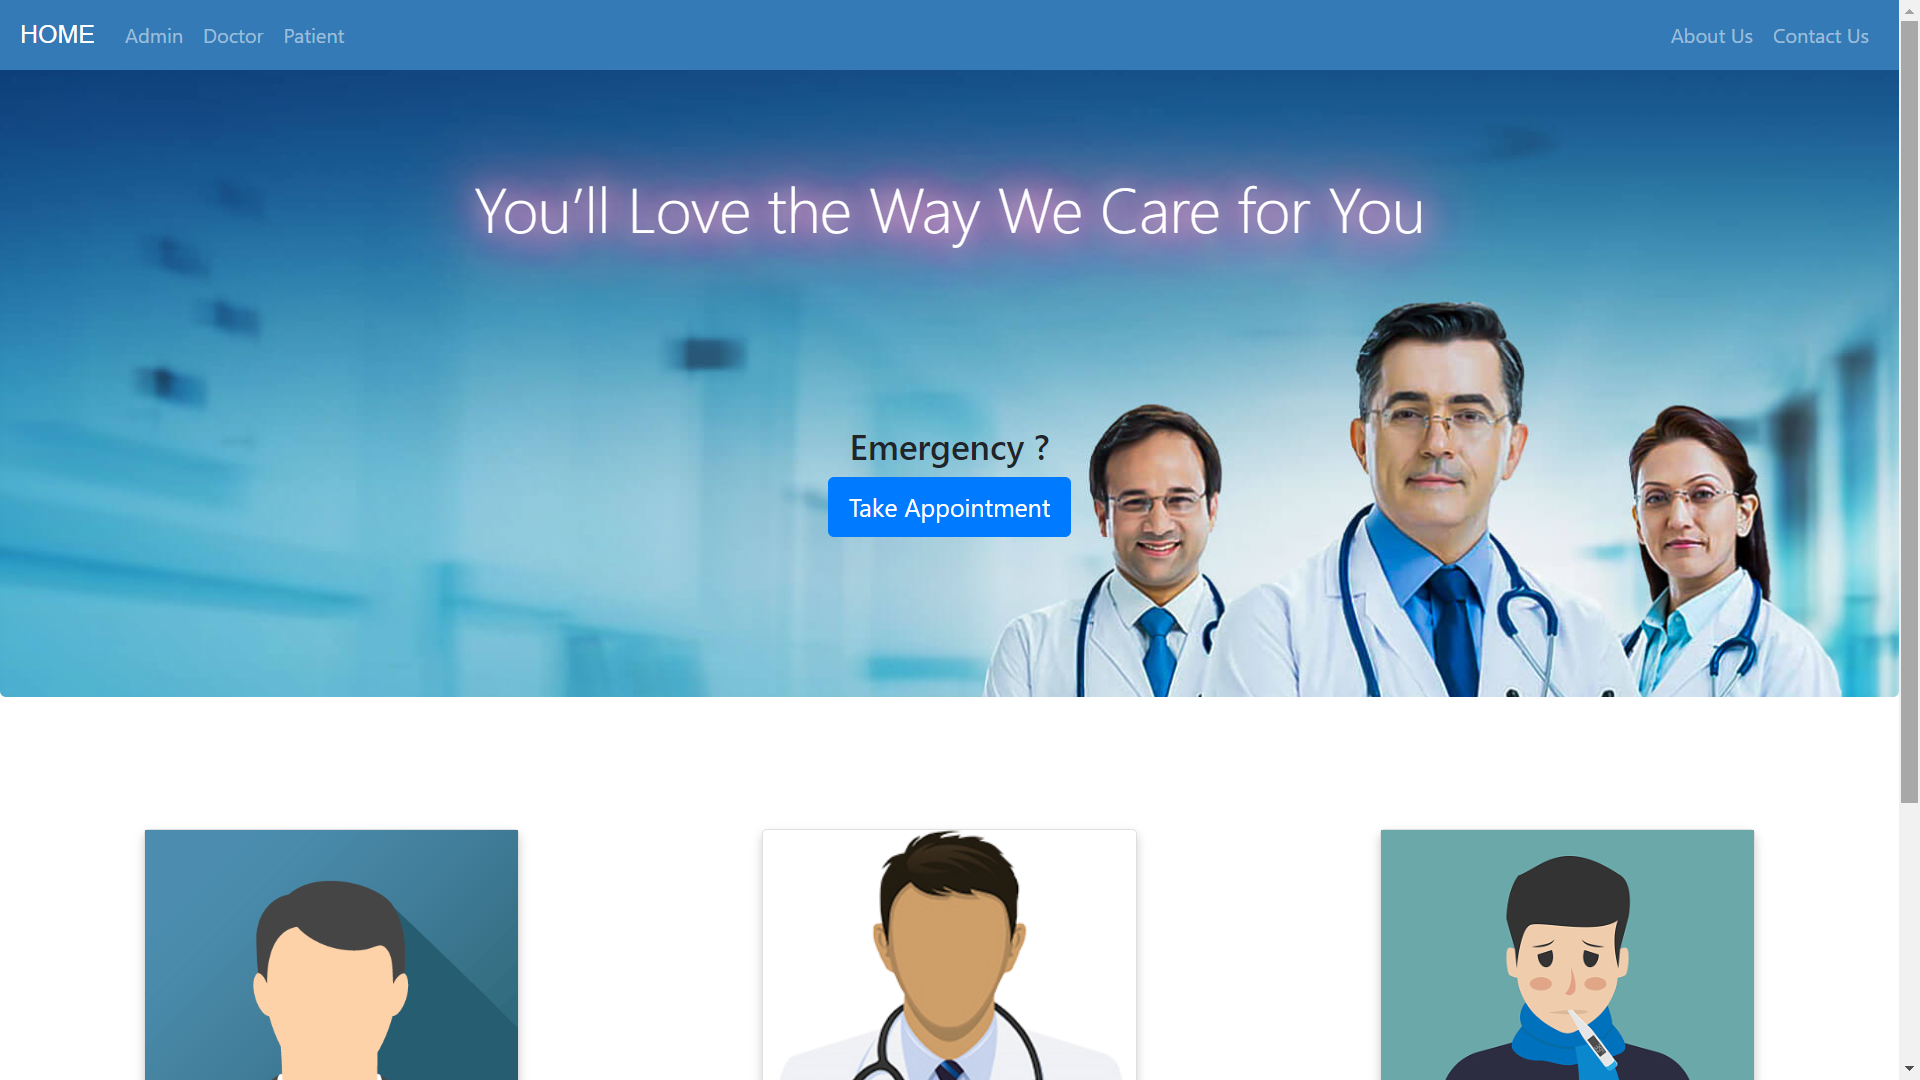 HOME Admin Doctor Patient About Us Contact Us
You’ll Love the Way We Care for You
Emergency ?
Take Appointment